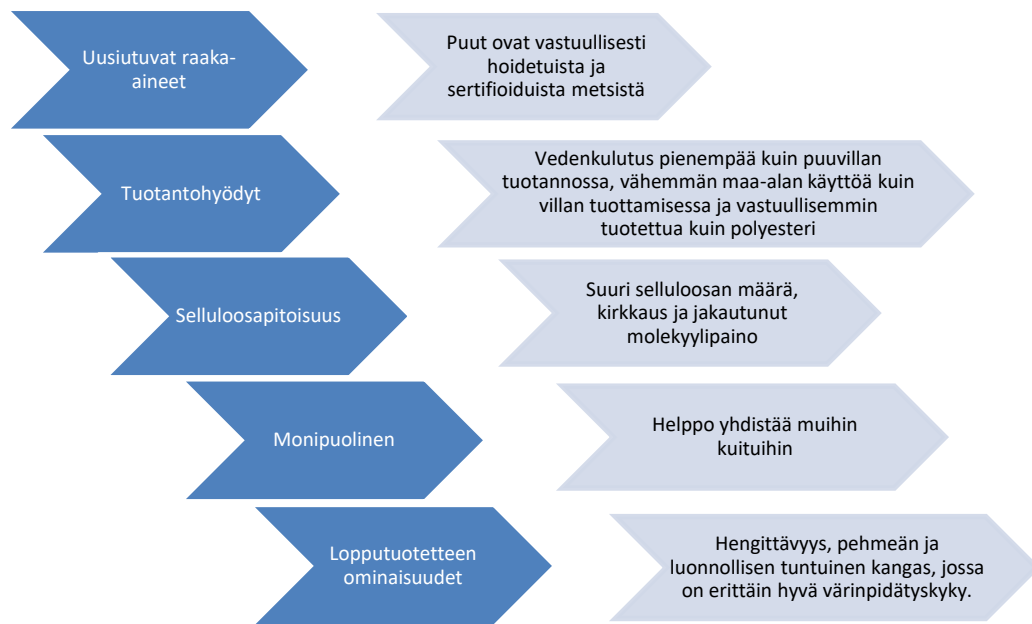 Uusiutuvat raaka-
aineet
Puut ovat vastuullisesti
hoidetuista ja
sertifioiduista metsistä
Tuotantohyödyt
Vedenkulutus pienempää kuin puuvillan
tuotannossa, vähemmän maa-alan käyttöä kuin
villan tuottamisessa ja vastuullisemmin
tuotettua kuin polyesteri
Selluloosapitoisuus
Suuri selluloosan määrä,
kirkkaus ja jakautunut
molekyylipaino
Monipuolinen
Helppo yhdistää muihin
kuituihin
Lopputuotetteen
ominaisuudet
Hengittävyys, pehmeän ja
luonnollisen tuntuinen kangas, jossa
on erittäin hyvä värinpidätyskyky.